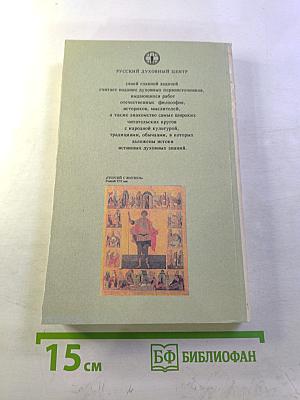 РУССКИЙ ДУХОВНЫЙ ЦЕНТР
своей главной задачей
считает издание духовных первоисточников,
выдающихся работ
отечественных философов,
историков, мыслителей,
а также знакомство самых широких
читательских кругов
с народной культурой,
традициями, обычаями, в которых
заложены истоки
истинных духовных знаний.
15 см
БФ БИБЛИОФАН